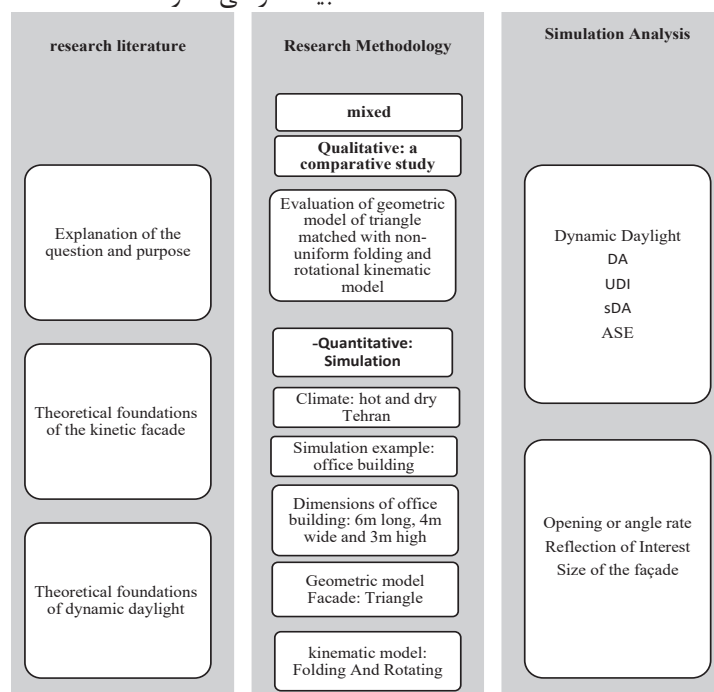 research literature
Explanation of the
question and purpose
Theoretical foundations
of the kinetic facade
Theoretical foundations
of dynamic daylight
Research Methodology
mixed
Qualitative: a
comparative study
Evaluation of geometric
model of triangle
matched with non-
uniform folding and
rotational kinematic
model
-Quantitative:
Simulation
Climate: hot and dry
Tehran
Simulation example:
office building
Dimensions of office
building: 6m long, 4m
wide and 3m high
Geometric model
Facade: Triangle
kinematic model:
Folding And Rotating
Simulation Analysis
Dynamic Daylight
DA
UDI
sDA
ASE
Opening or angle rate
Reflection of Interest
Size of the façade